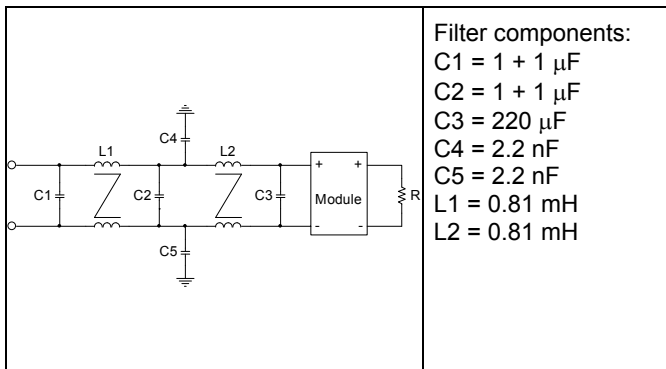 Filter components:
C1 = 1 + 1 μF
C2 = 1 + 1 μF
C3 = 220 μF
C4 = 2.2 nF
C5 = 2.2 nF
L1 = 0.81 mH
L2 = 0.81 mH
C4
L1
L2
+ +
C1
C2
C3
Module
R
- -
C5